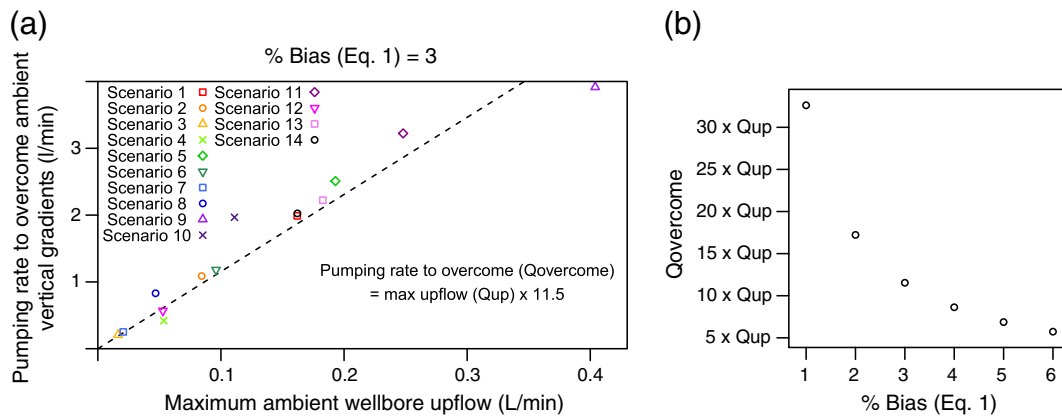 (a)
% Bias (Eq. 1) = 3
Pumping rate to overcome ambient
vertical gradients (l/min)
3
2
1
Scenario 1
Scenario 2
Scenario 3
Scenario 4
Scenario 5
Scenario 6
Scenario 7
Scenario 8
Scenario 9
Scenario 10
Scenario 11
Scenario 12
Scenario 13
Scenario 14
Pumping rate to overcome (Qovercome)
= max upflow (Qup) x 11.5
0.1
0.2
0.3
0.4
Maximum ambient wellbore upflow (L/min)
(b)
Qovercome
30 x Qup
25 x Qup
20 x Qup
15 x Qup
10 x Qup
5 x Qup
1
2
3
4
5
6
% Bias (Eq. 1)